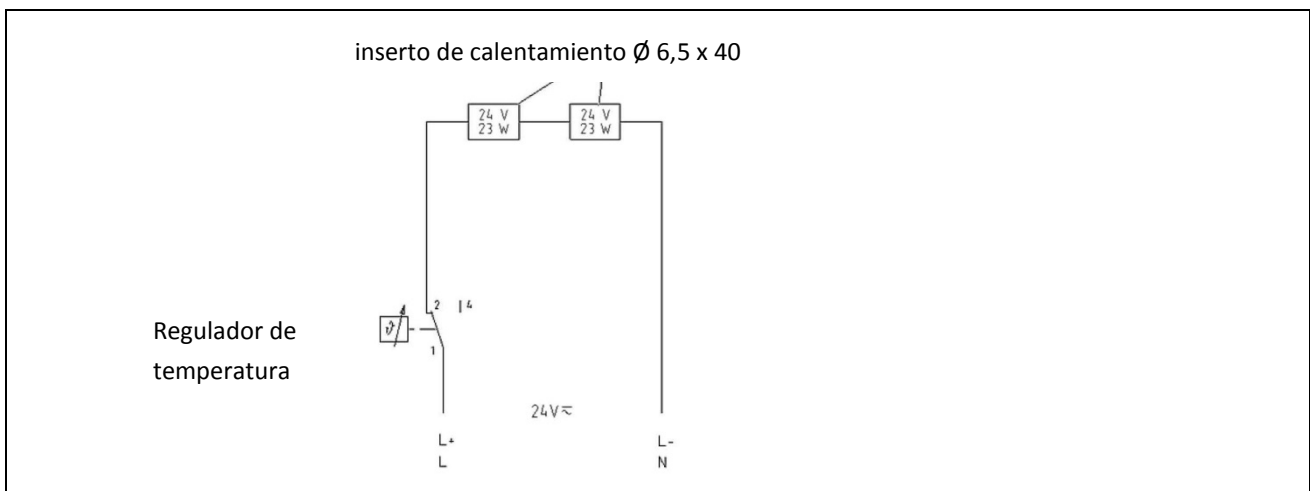 inserto de calentamiento Ø 6,5 x 40
24 V
23 W
24 V
23 W
2 | 4
ϑ
1
Regulador de
temperatura
24V⎓
L+
L
L-
N